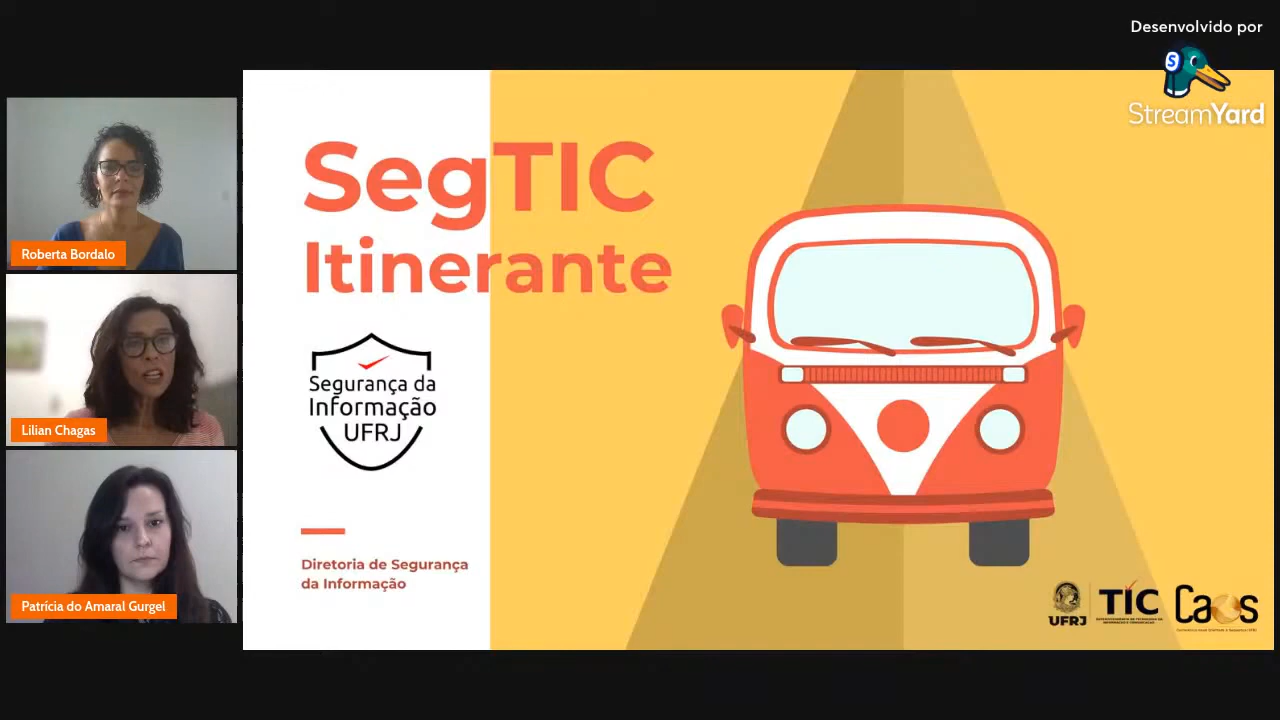 Desenvolvido por
StreamYard
Roberta Bordalo
Lilian Chagas
Patrícia do Amaral Gurgel
SegTIC
Itinerante
Segurança da
Informação
UFRJ
Diretoria de Segurança
da Informação
UFRJ
TIC
Caos